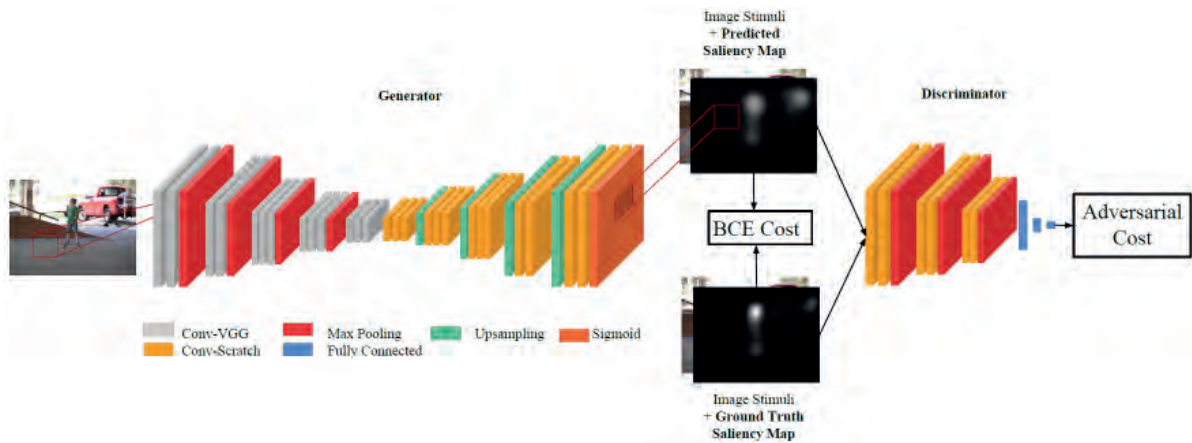 Image Stimuli
+ Predicted
Saliency Map
Generator
Discriminator
BCE Cost
Adversarial
Cost
Conv-VGG
Max Pooling
Upsampling
Sigmoid
Conv-Scratch
Fully Connected
Image Stimuli
+ Ground Truth
Saliency Map